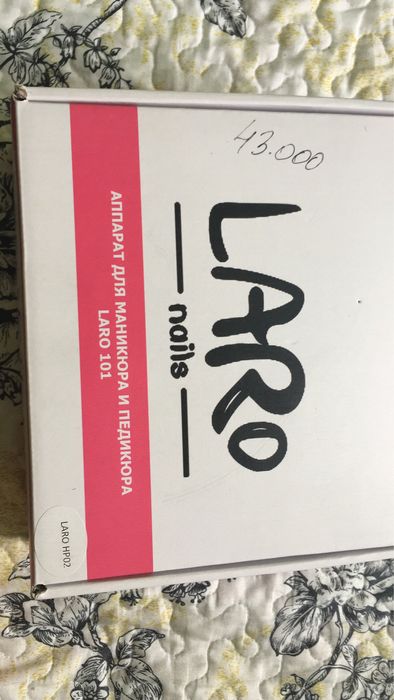 43.000
LARO
nails
АППАРАТ ДЛЯ МАНИКЮРА И ПЕДИКЮРА
LARO 101
LARO HP02